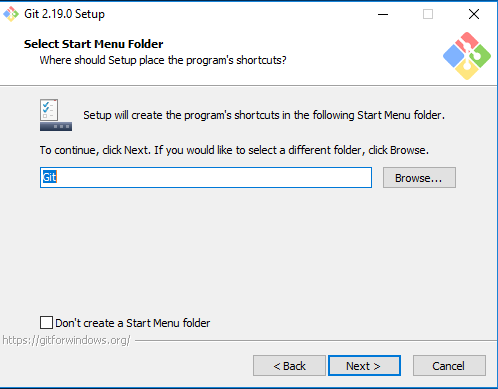 Git 2.19.0 Setup
Select Start Menu Folder
Where should Setup place the program's shortcuts?
Setup will create the program's shortcuts in the following Start Menu folder.
To continue, click Next. If you would like to select a different folder, click Browse.
Git
Browse...
Don't create a Start Menu folder
https://gitforwindows.org/
< Back
Next >
Cancel